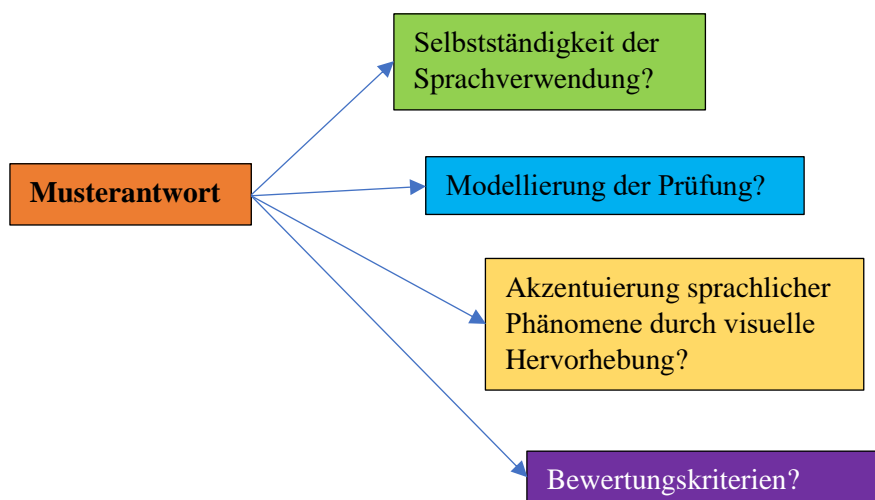 Selbstständigkeit der
Sprachverwendung?
Musterantwort
Modellierung der Prüfung?
Akzentuierung sprachlicher
Phänomene durch visuelle
Hervorhebung?
Bewertungskriterien?